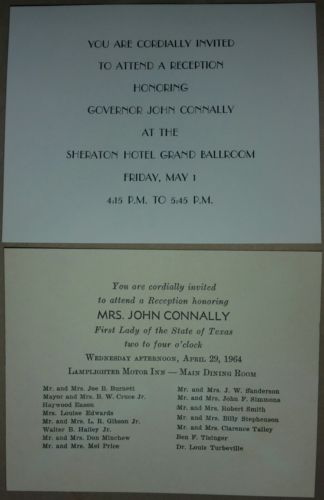 YOU ARE CORDIALLY INVITED
TO ATTEND A RECEPTION
HONORING
GOVERNOR JOHN CONNALLY
AT THE
SHERATON HOTEL GRAND BALLROOM
FRIDAY, MAY 1
4:15 P.M. TO 5:45 P.M.
You are cordially invited
to attend a Reception honoring
MRS. JOHN CONNALLY
First Lady of the State of Texas
two to four o'clock
WEDNESDAY AFTERNOON, APRIL 29, 1964
LAMPLIGHTER MOTOR INN — MAIN DINING ROOM
Mr. and Mrs. Joe B. Burnett
Mayor and Mrs. B. W. Cruce Jr.
Haywood Eason
Mrs. Louise Edwards
Mr. and Mrs. L. R. Gibson Jr.
Walter B. Hailey Jr.
Mr. and Mrs. Don Minchew
Mr. and Mrs. Mel Price
Mr. and Mrs. J. W. Sanderson
Mr. and Mrs. John F. Simmons
Mr. and Mrs. Robert Smith
Mr. and Mrs. Billy Stephenson
Mr. and Mrs. Clarence Talley
Ben F. Tisinger
Dr. Louis Turbeville